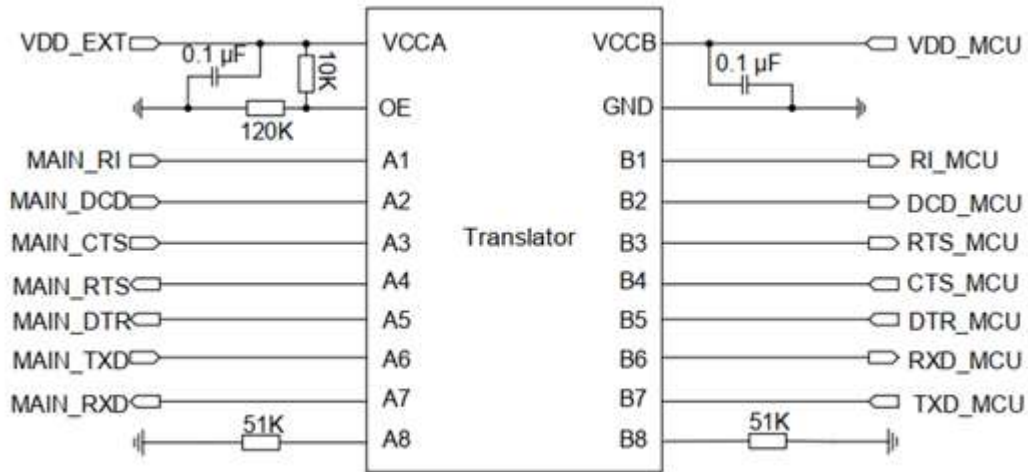 VDD_EXT VCCA VCCB VDD_MCU
0.1 µF 10K 0.1 µF
OE GND
120K
MAIN_RI A1 B1 RI_MCU
MAIN_DCD A2 B2 DCD_MCU
MAIN_CTS A3 Translator B3 RTS_MCU
MAIN_RTS A4 B4 CTS_MCU
MAIN_DTR A5 B5 DTR_MCU
MAIN_TXD A6 B6 RXD_MCU
MAIN_RXD A7 B7 TXD_MCU
51K A8 B8 51K